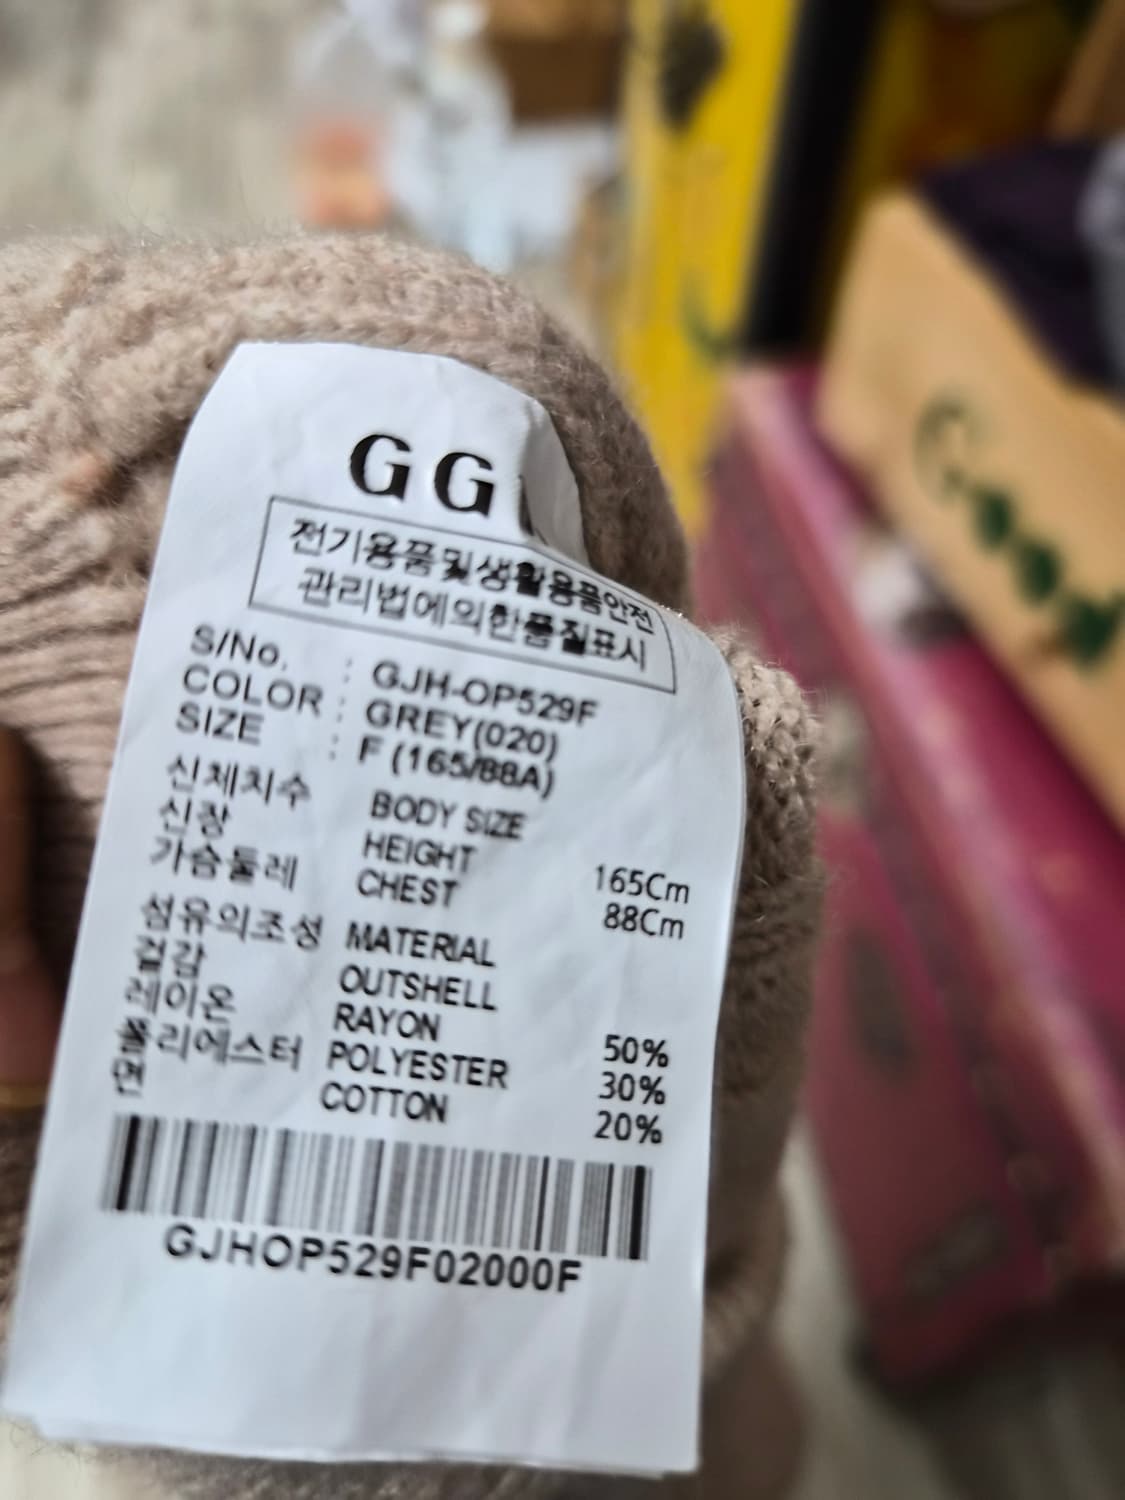 GG
전기용품및생활용품안전
관리법에의한품질표시
S/No. : GJH-OP529F
COLOR : GREY(020)
SIZE : F (165/88A)
신체치수 BODY SIZE
신장 HEIGHT 165Cm
가슴둘레 CHEST 88Cm
섬유의조성 MATERIAL
겉감 OUTSHELL
레이온 RAYON 50%
폴리에스터 POLYESTER 30%
면 COTTON 20%
GJHOP529F02000F